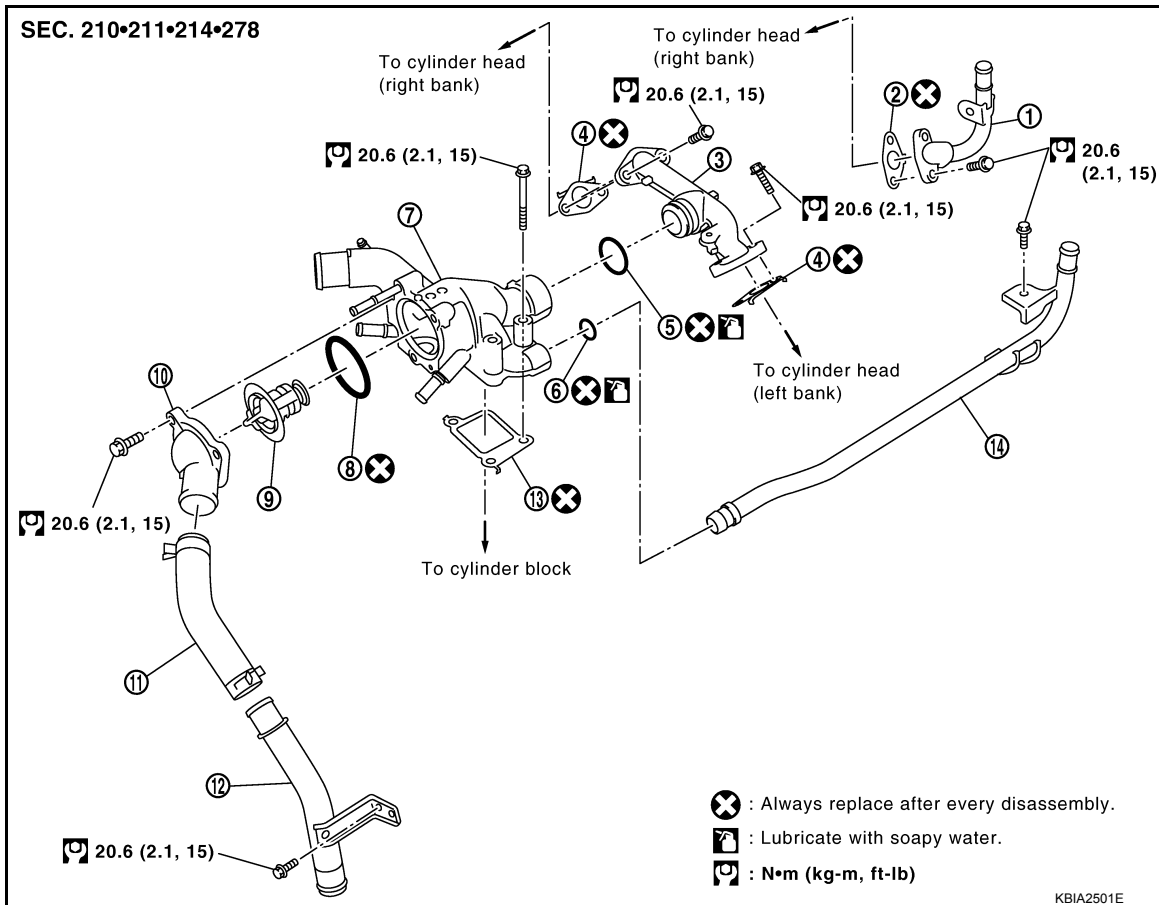 SEC. 210•211•214•278
To cylinder head
(right bank)
To cylinder head
(right bank)
20.6 (2.1, 15)
2
1
20.6
(2.1, 15)
4
3
20.6 (2.1, 15)
20.6 (2.1, 15)
7
4
5
To cylinder head
(left bank)
6
10
14
8
9
13
20.6 (2.1, 15)
To cylinder block
11
12
: Always replace after every disassembly.
: Lubricate with soapy water.
20.6 (2.1, 15)
: N•m (kg-m, ft-lb)
KBIA2501E